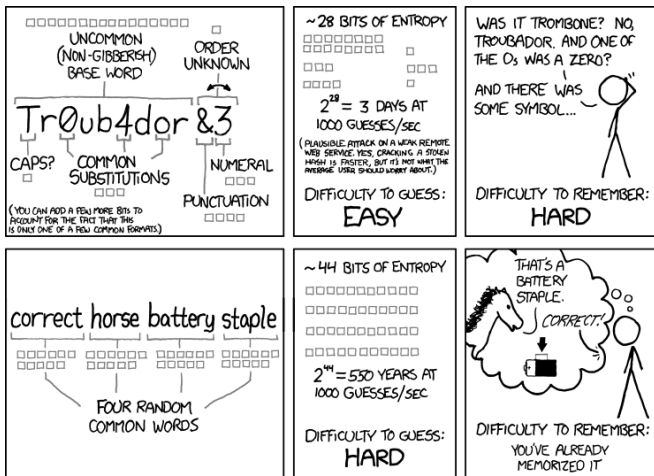 UNCOMMON
(NON-GIBBERISH)
BASE WORD
ORDER
UNKNOWN
Tr0ub4dor &3
CAPS?
COMMON
SUBSTITUTIONS
NUMERAL
PUNCTUATION
(YOU CAN ADD A FEW MORE BITS TO
ACCOUNT FOR THE FACT THAT THIS
IS ONLY ONE OF A FEW COMMON FORMATS.)
~28 BITS OF ENTROPY
2^28 = 3 DAYS AT
1000 GUESSES/SEC
(PLAUSIBLE ATTACK ON A WEAK REMOTE
WEB SERVICE. YES, CRACKING A STOLEN
HASH IS FASTER, BUT IT'S NOT WHAT THE
AVERAGE USER SHOULD WORRY ABOUT.)
DIFFICULTY TO GUESS:
EASY
WAS IT TROMBONE? NO,
TROUBADOR. AND ONE OF
THE Os WAS A ZERO?
AND THERE WAS
SOME SYMBOL...
DIFFICULTY TO REMEMBER:
HARD
correct horse battery staple
FOUR RANDOM
COMMON WORDS
~44 BITS OF ENTROPY
2^44 = 550 YEARS AT
1000 GUESSES/SEC
DIFFICULTY TO GUESS:
HARD
THAT'S A
BATTERY
STAPLE.
CORRECT!
DIFFICULTY TO REMEMBER:
YOU'VE ALREADY
MEMORIZED IT